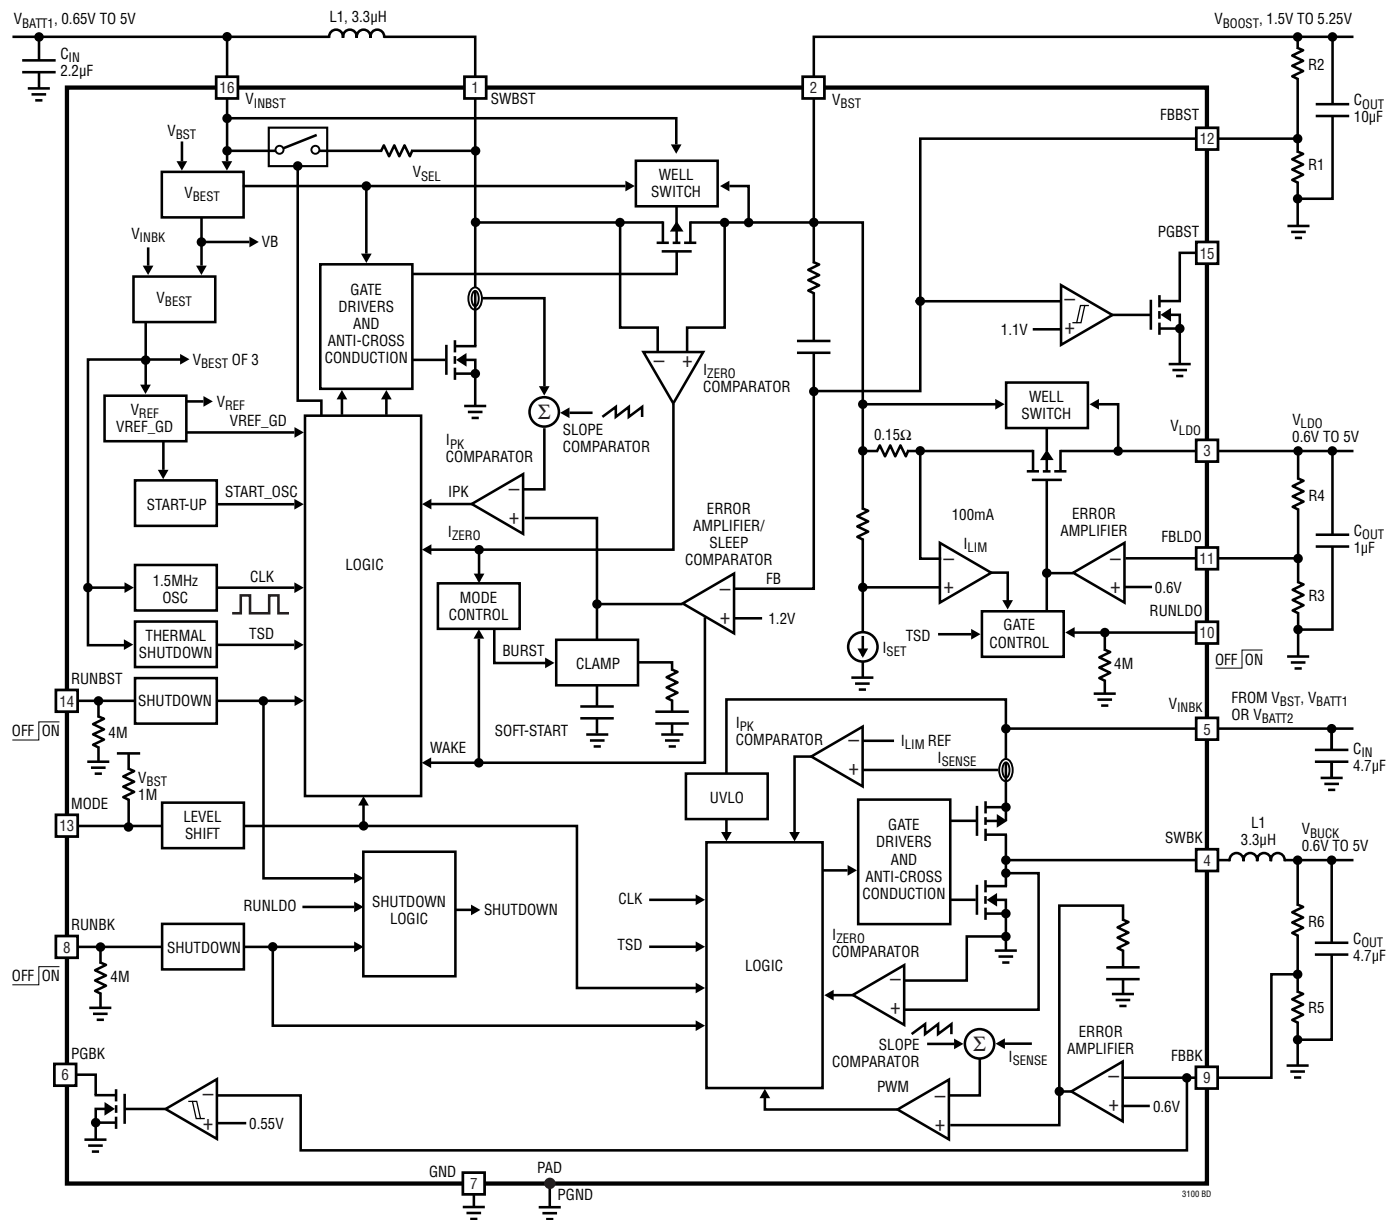 VBATT1, 0.65V TO 5V
L1, 3.3µH
VBOOST, 1.5V TO 5.25V
CIN
2.2µF
R2
COUT
10µF
R1
16
VINBST
1
SWBST
2
VBST
FBBST
12
VBST
VSEL
WELL
SWITCH
VBEST
VINBK
VB
PGBST
15
VBEST
GATE
DRIVERS
AND
ANTI-CROSS
CONDUCTION
1.1V
–
+
–
+
IZERO
COMPARATOR
VBEST OF 3
VREF
VREF_GD
VREF
VREF_GD
Σ
SLOPE
COMPARATOR
WELL
SWITCH
VLDO
3
VLDO
0.6V TO 5V
0.15Ω
IPK
COMPARATOR
START-UP
START_OSC
IPK
–
+
R4
COUT
1µF
R3
ERROR
AMPLIFIER/
SLEEP
COMPARATOR
100mA
ILIM
–
+
ERROR
AMPLIFIER
FBLDO
11
–
+
0.6V
IZERO
LOGIC
1.5MHz
OSC
CLK
MODE
CONTROL
FB
–
+
1.2V
THERMAL
SHUTDOWN
TSD
BURST
CLAMP
ISET
TSD
GATE
CONTROL
RUNLDO
10
4M
OFF ON
RUNBST
14
SHUTDOWN
OFF ON
4M
SOFT-START
WAKE
VBST
1M
VINBK
5
FROM VBST, VBATT1
OR VBATT2
CIN
4.7µF
IPK
COMPARATOR
–
+
ILIM REF
ISENSE
UVLO
MODE
13
LEVEL
SHIFT
GATE
DRIVERS
AND
ANTI-CROSS
CONDUCTION
SWBK
4
L1
3.3µH
VBUCK
0.6V TO 5V
SHUTDOWN
LOGIC
RUNLDO
SHUTDOWN
CLK
TSD
LOGIC
R6
COUT
4.7µF
R5
RUNBK
8
SHUTDOWN
OFF ON
4M
IZERO
COMPARATOR
–
+
SLOPE
COMPARATOR
Σ
ISENSE
ERROR
AMPLIFIER
FBBK
9
–
+
0.6V
PWM
–
+
PGBK
6
–
+
0.55V
GND
7
PAD
PGND
3100 BD